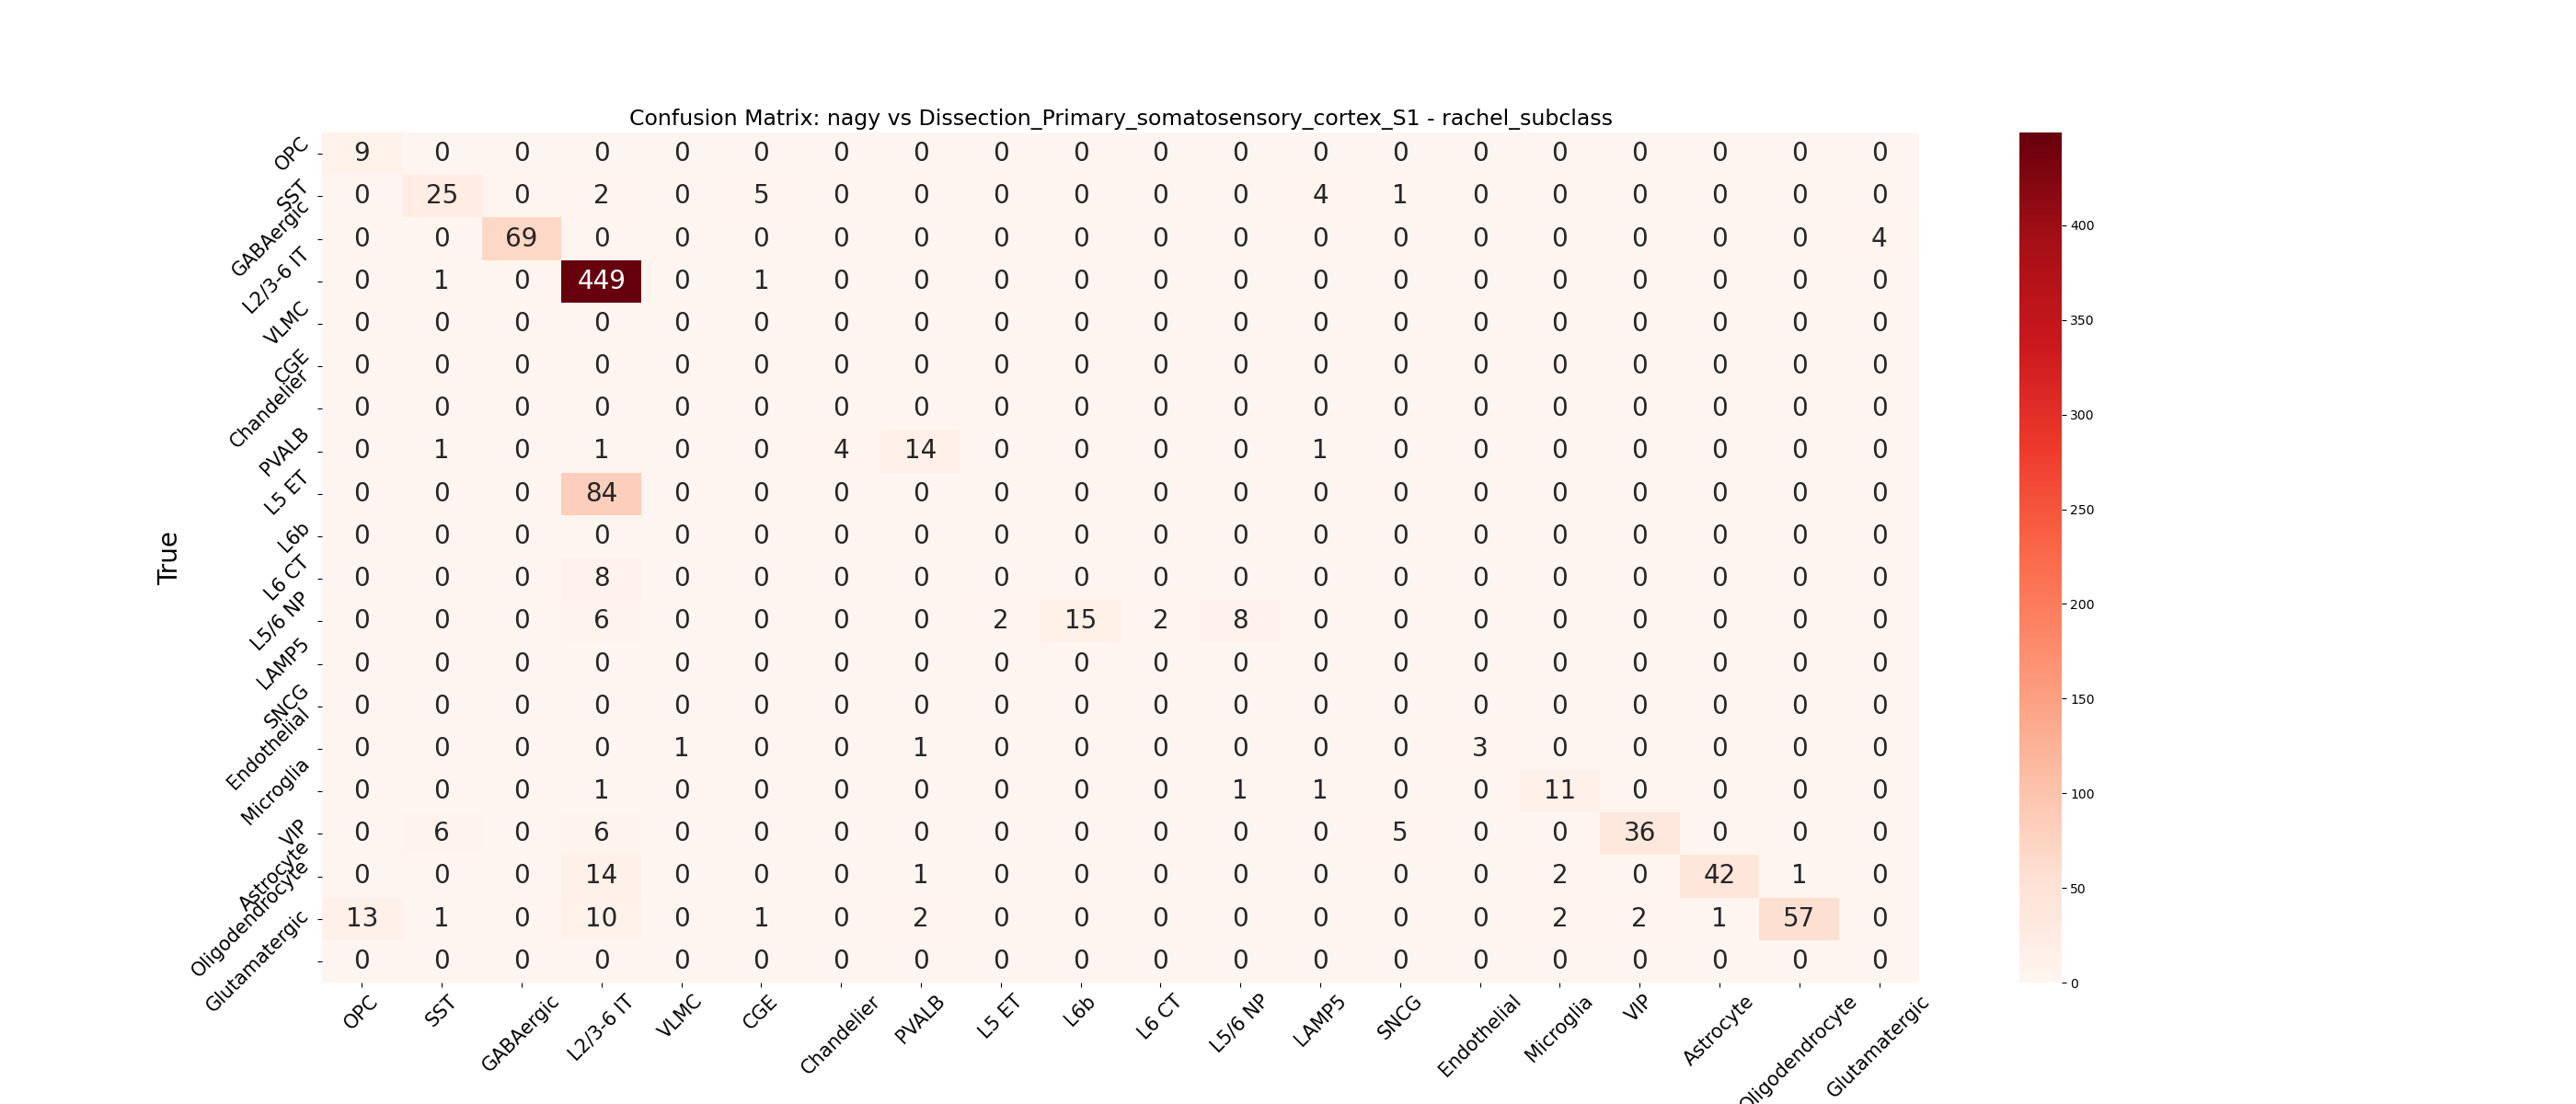 Confusion Matrix: nagy vs Dissection_Primary_somatosensory_cortex_S1 - rachel_subclass
True
OPC 9 0 0 0 0 0 0 0 0 0 0 0 0 0 0 0 0 0 0 0
SST 0 25 0 2 0 5 0 0 0 0 0 0 4 1 0 0 0 0 0 0
GABAergic 0 0 69 0 0 0 0 0 0 0 0 0 0 0 0 0 0 0 0 4
L2/3-6 IT 0 1 0 449 0 1 0 0 0 0 0 0 0 0 0 0 0 0 0 0
VLMC 0 0 0 0 0 0 0 0 0 0 0 0 0 0 0 0 0 0 0 0
CGE 0 0 0 0 0 0 0 0 0 0 0 0 0 0 0 0 0 0 0 0
Chandelier 0 0 0 0 0 0 0 0 0 0 0 0 0 0 0 0 0 0 0 0
PVALB 0 1 0 1 0 0 4 14 0 0 0 0 1 0 0 0 0 0 0 0
L5 ET 0 0 0 84 0 0 0 0 0 0 0 0 0 0 0 0 0 0 0 0
L6b 0 0 0 0 0 0 0 0 0 0 0 0 0 0 0 0 0 0 0 0
L6 CT 0 0 0 8 0 0 0 0 0 0 0 0 0 0 0 0 0 0 0 0
L5/6 NP 0 0 0 6 0 0 0 0 2 15 2 8 0 0 0 0 0 0 0 0
LAMP5 0 0 0 0 0 0 0 0 0 0 0 0 0 0 0 0 0 0 0 0
SNCG 0 0 0 0 0 0 0 0 0 0 0 0 0 0 0 0 0 0 0 0
Endothelial 0 0 0 0 1 0 0 1 0 0 0 0 0 0 3 0 0 0 0 0
Microglia 0 0 0 1 0 0 0 0 0 0 0 1 1 0 0 11 0 0 0 0
VIP 0 6 0 6 0 0 0 0 0 0 0 0 0 5 0 0 36 0 0 0
Astrocyte 0 0 0 14 0 0 0 1 0 0 0 0 0 0 0 2 0 42 1 0
Oligodendrocyte 13 1 0 10 0 1 0 2 0 0 0 0 0 0 0 2 2 1 57 0
Glutamatergic 0 0 0 0 0 0 0 0 0 0 0 0 0 0 0 0 0 0 0 0
OPC SST GABAergic L2/3-6 IT VLMC CGE Chandelier PVALB L5 ET L6b L6 CT L5/6 NP LAMP5 SNCG Endothelial Microglia VIP Astrocyte Oligodendrocyte Glutamatergic
400
350
300
250
200
150
100
50
0